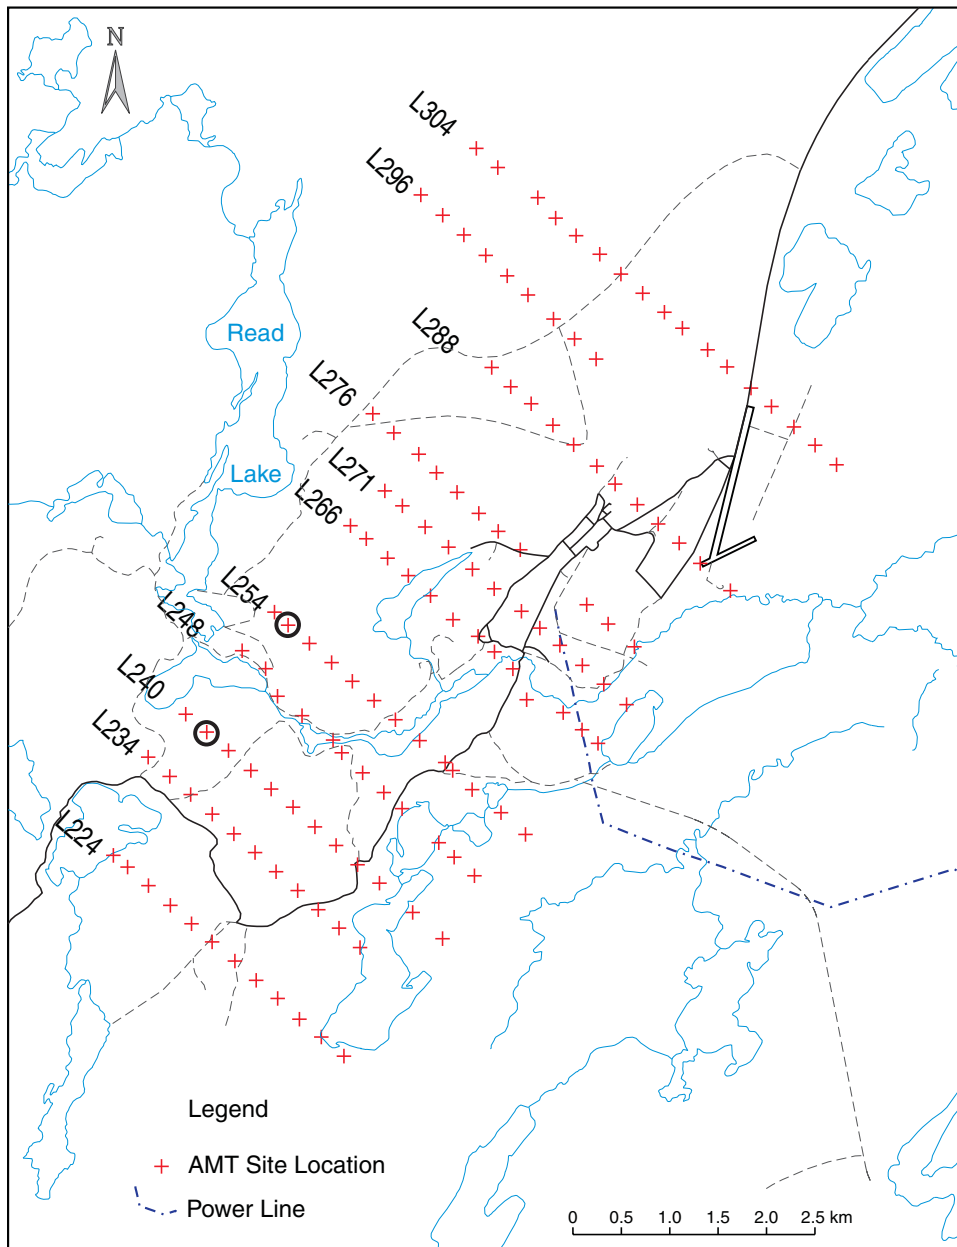 N
L304
L296
Read
L288
L276
Lake
L271
L266
L254
L248
L240
L234
L224
Legend
AMT Site Location
Power Line
0 0.5 1.0 1.5 2.0 2.5 km